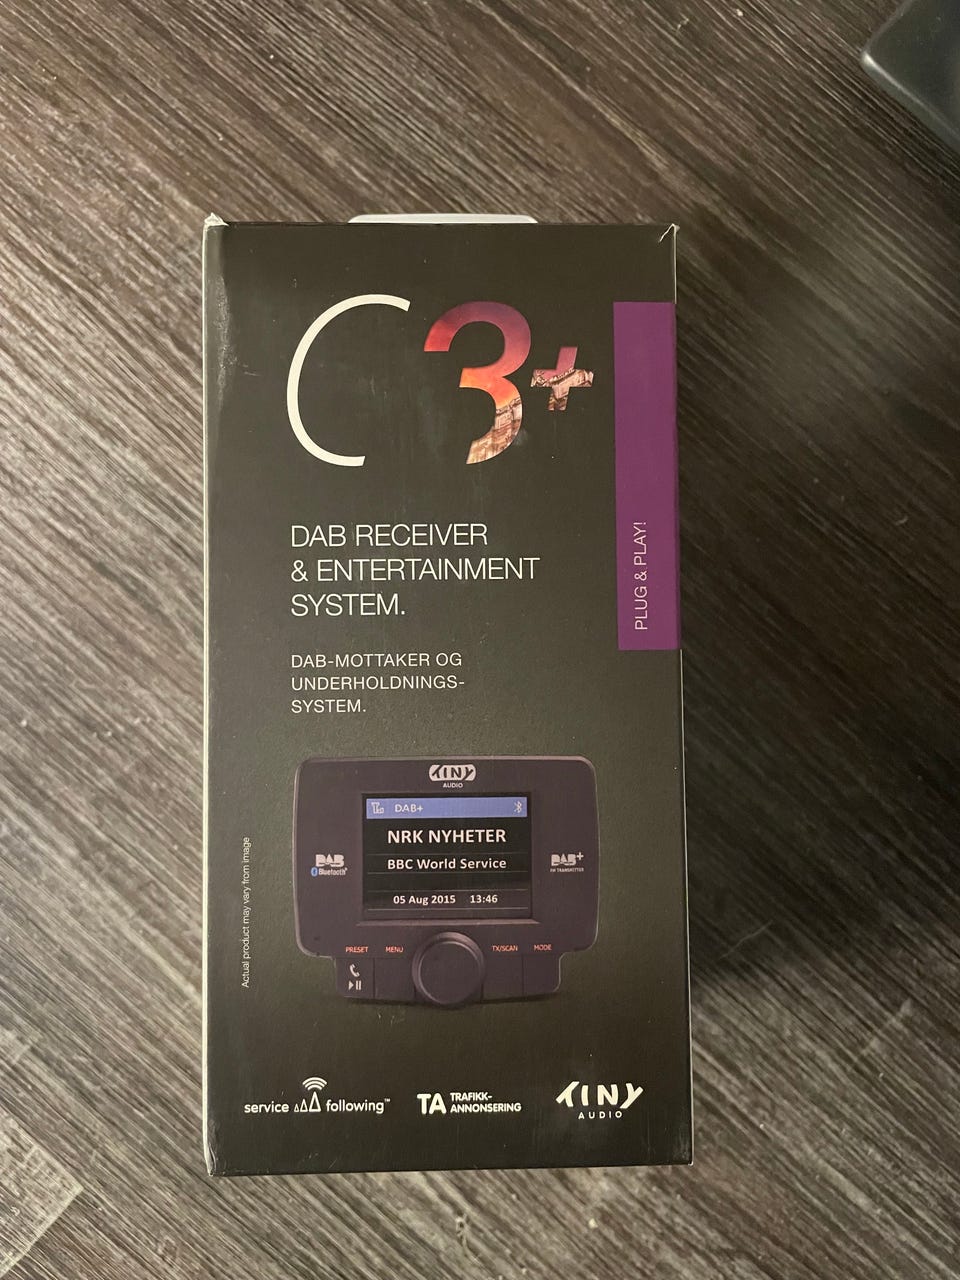 C3+
PLUG & PLAY!
DAB RECEIVER
& ENTERTAINMENT
SYSTEM.
DAB-MOTTAKER OG
UNDERHOLDNINGS-
SYSTEM.
Actual product may vary from image
TINY
AUDIO
DAB+
NRK NYHETER
BBC World Service
05 Aug 2015 13:46
DAB
Bluetooth®
DAB+
FM TRANSMITTER
PRESET MENU TX/SCAN MODE
service following™
TA TRAFIKK-
ANNONSERING
TINY
AUDIO